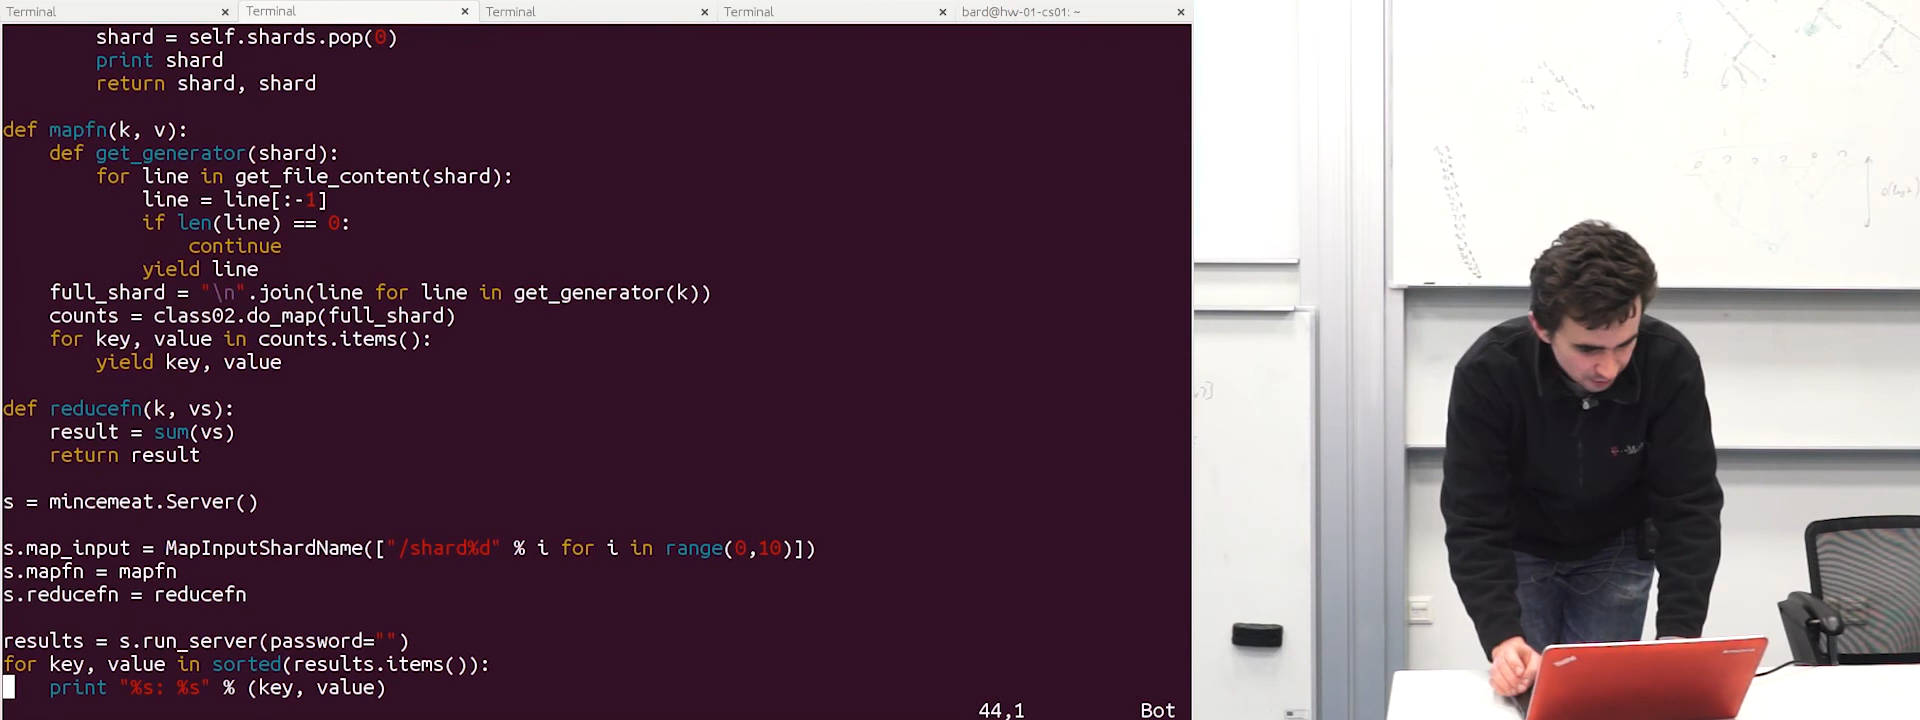 Terminal × Terminal × Terminal × Terminal × bard@hw-01-cs01: ~ ×
shard = self.shards.pop(0)
print shard
return shard, shard
def mapfn(k, v):
def get_generator(shard):
for line in get_file_content(shard):
line = line[:-1]
if len(line) == 0:
continue
yield line
full_shard = "\n".join(line for line in get_generator(k))
counts = class02.do_map(full_shard)
for key, value in counts.items():
yield key, value
def reducefn(k, vs):
result = sum(vs)
return result
s = mincemeat.Server()
s.map_input = MapInputShardName(["/shard%d" % i for i in range(0,10)])
s.mapfn = mapfn
s.reducefn = reducefn
results = s.run_server(password="")
for key, value in sorted(results.items()):
print "%s: %s" % (key, value)
44,1 Bot